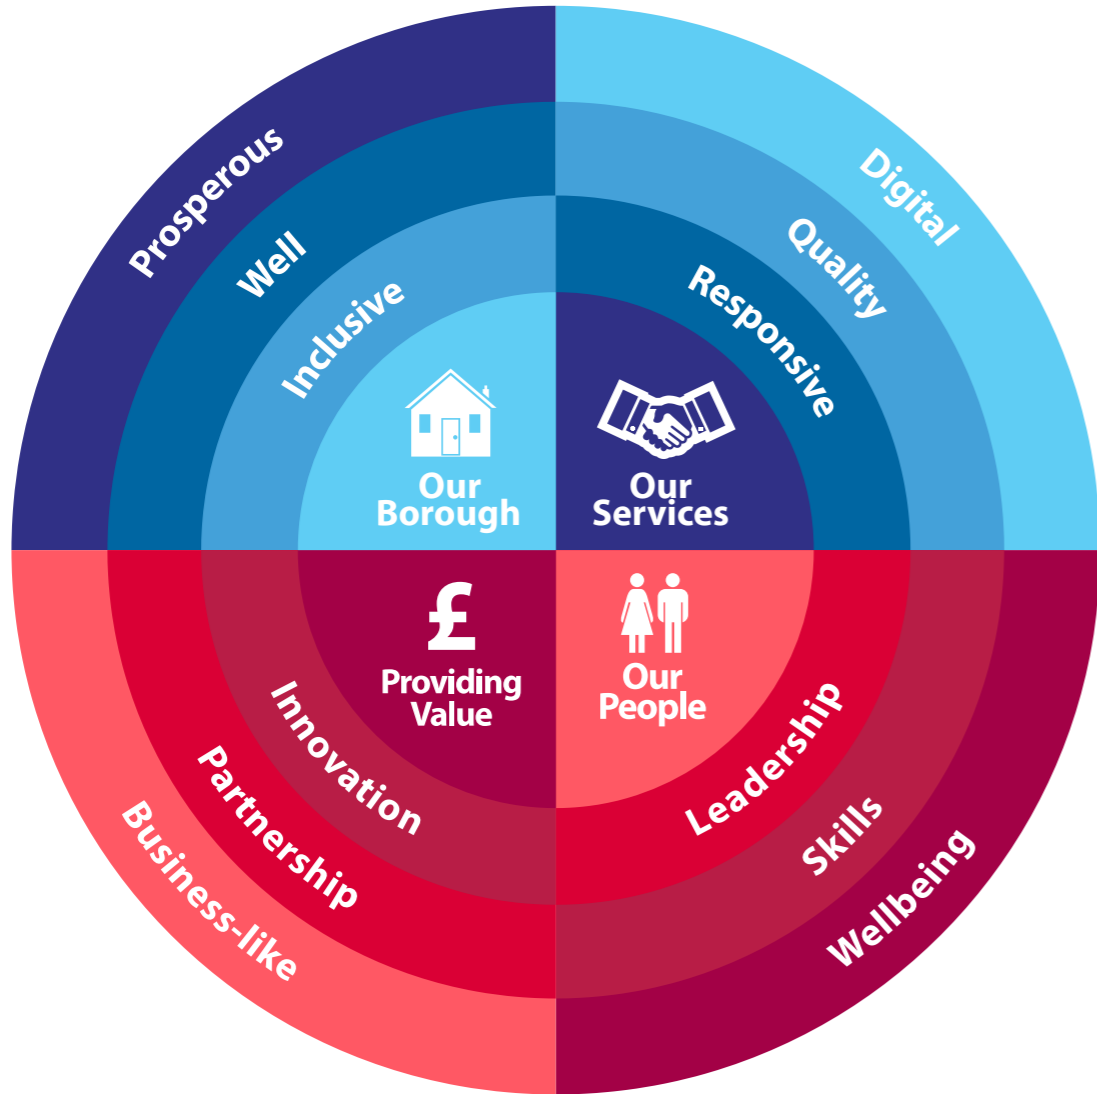 Prosperous
Well
Inclusive
Our
Borough
Digital
Quality
Responsive
Our
Services
£
Providing
Value
Innovation
Partnership
Business-like
Our
People
Leadership
Skills
Wellbeing